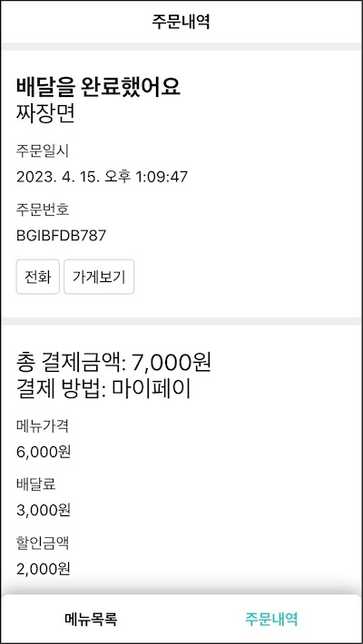 주문내역
배달을 완료했어요
짜장면
주문일시
2023. 4. 15. 오후 1:09:47
주문번호
BGIBFDB787
전화 가게보기
총 결제금액: 7,000원
결제 방법: 마이페이
메뉴가격
6,000원
배달료
3,000원
할인금액
2,000원
메뉴목록 주문내역